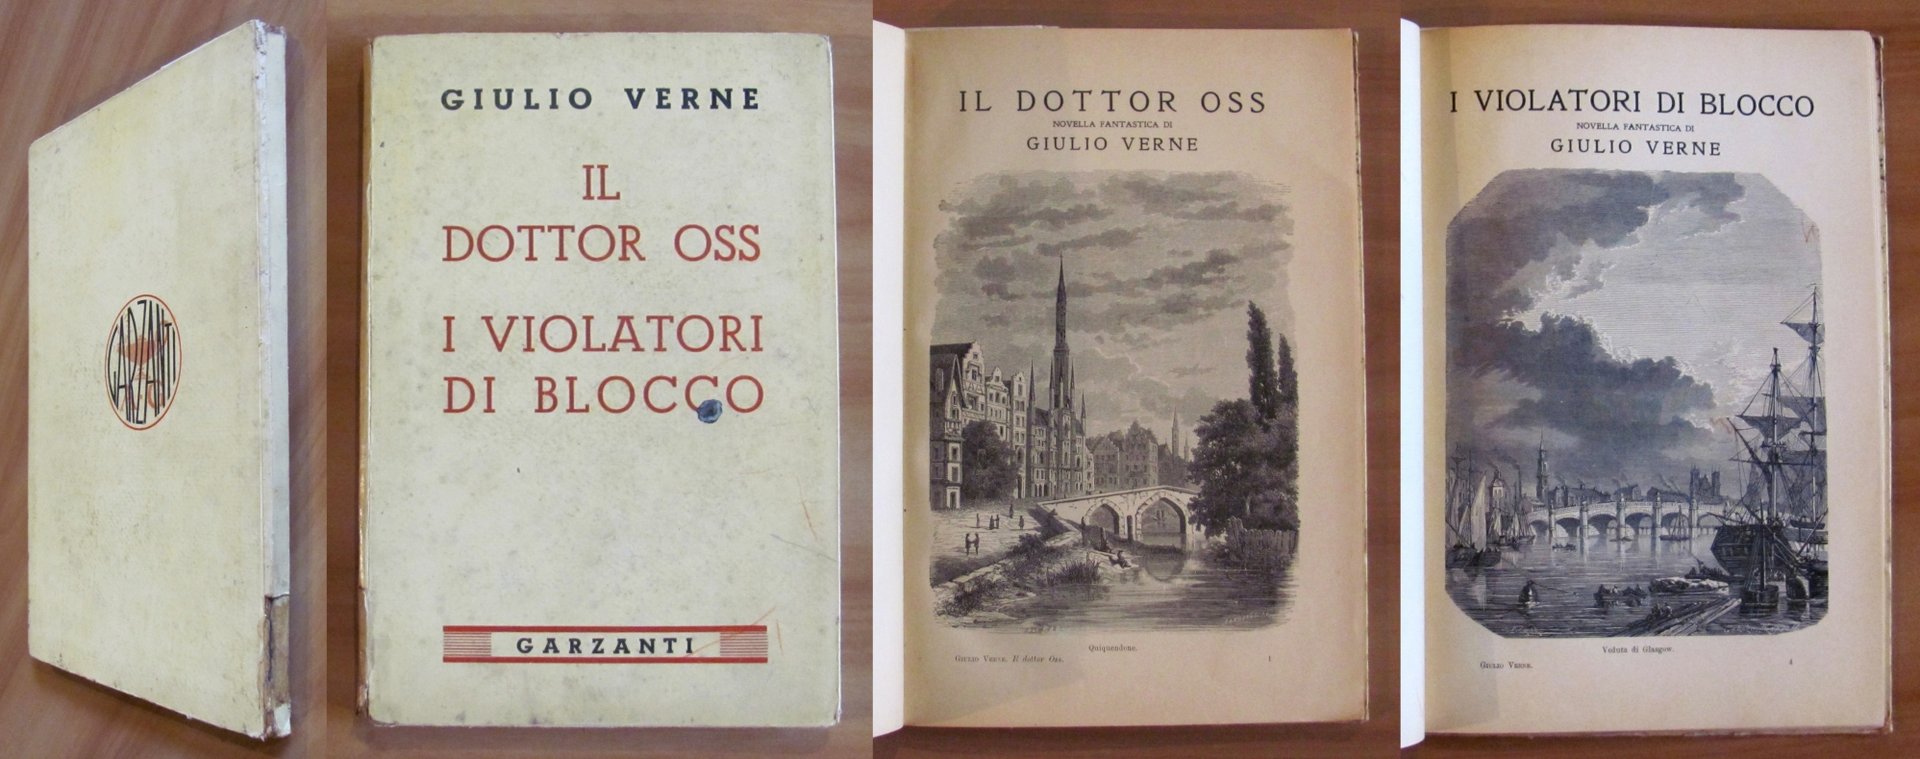 GARZANTI
GIULIO VERNE
IL
DOTTOR OSS
I VIOLATORI
DI BLOCCO
GARZANTI
IL DOTTOR OSS
NOVELLA FANTASTICA DI
GIULIO VERNE
Quiquendone.
GIULIO VERNE. Il dottor Oss.
1
I VIOLATORI DI BLOCCO
NOVELLA FANTASTICA DI
GIULIO VERNE
Veduta di Glasgow.
GIULIO VERNE.
4